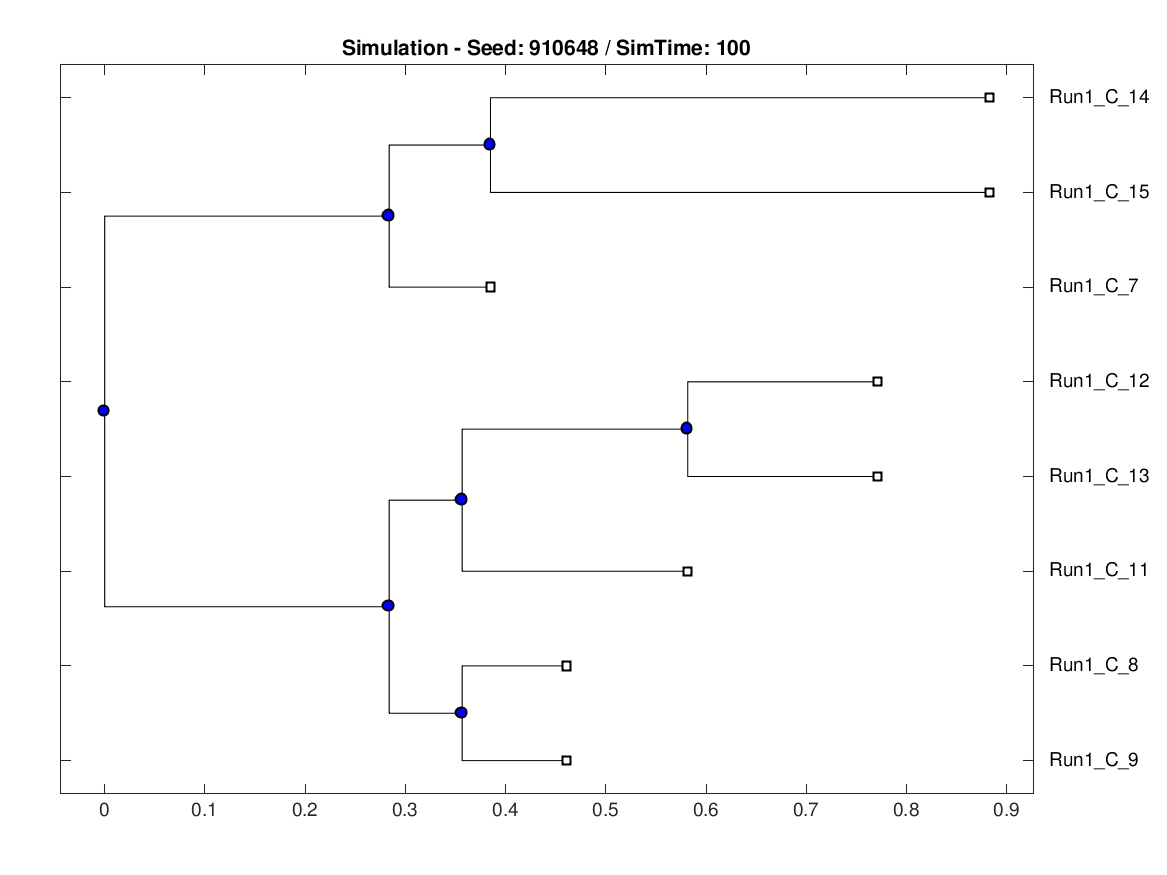 Simulation - Seed: 910648 / SimTime: 100
Run1_C_14
Run1_C_15
Run1_C_7
Run1_C_12
Run1_C_13
Run1_C_11
Run1_C_8
Run1_C_9
0 0.1 0.2 0.3 0.4 0.5 0.6 0.7 0.8 0.9